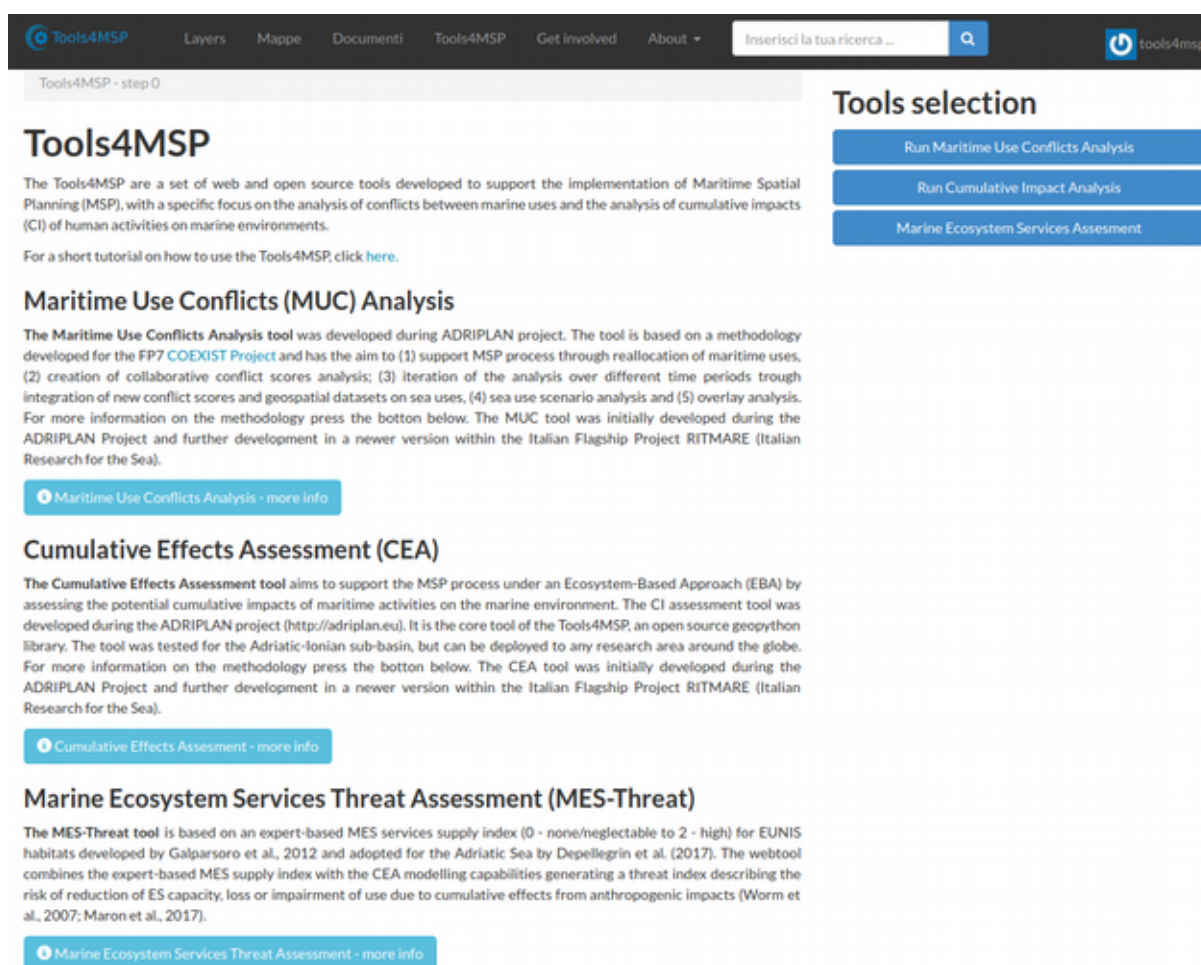 Tools4MSP Layers Mappe Documenti Tools4MSP Get involved About Inserisci la tua ricerca ... tools4msp
Tools4MSP - step 0
Tools4MSP
The Tools4MSP are a set of web and open source tools developed to support the implementation of Maritime Spatial
Planning (MSP), with a specific focus on the analysis of conflicts between marine uses and the analysis of cumulative impacts
(CI) of human activities on marine environments.
For a short tutorial on how to use the Tools4MSP, click here.
Maritime Use Conflicts (MUC) Analysis
The Maritime Use Conflicts Analysis tool was developed during ADRIPLAN project. The tool is based on a methodology
developed for the FP7 COEXIST Project and has the aim to (1) support MSP process through reallocation of maritime uses,
(2) creation of collaborative conflict scores analysis; (3) iteration of the analysis over different time periods trough
integration of new conflict scores and geospatial datasets on sea uses, (4) sea use scenario analysis and (5) overlay analysis.
For more information on the methodology press the botton below. The MUC tool was initially developed during the
ADRIPLAN Project and further development in a newer version within the Italian Flagship Project RITMARE (Italian
Research for the Sea).
Maritime Use Conflicts Analysis - more info
Cumulative Effects Assessment (CEA)
The Cumulative Effects Assessment tool aims to support the MSP process under an Ecosystem-Based Approach (EBA) by
assessing the potential cumulative impacts of maritime activities on the marine environment. The CI assessment tool was
developed during the ADRIPLAN project (http://adriplan.eu). It is the core tool of the Tools4MSP, an open source geopython
library. The tool was tested for the Adriatic-Ionian sub-basin, but can be deployed to any research area around the globe.
For more information on the methodology press the botton below. The CEA tool was initially developed during the
ADRIPLAN Project and further development in a newer version within the Italian Flagship Project RITMARE (Italian
Research for the Sea).
Cumulative Effects Assesment - more info
Marine Ecosystem Services Threat Assessment (MES-Threat)
The MES-Threat tool is based on an expert-based MES services supply index (0 - none/neglectable to 2 - high) for EUNIS
habitats developed by Galparsoro et al., 2012 and adopted for the Adriatic Sea by Depellegrin et al. (2017). The webtool
combines the expert-based MES supply index with the CEA modelling capabilities generating a threat index describing the
risk of reduction of ES capacity, loss or impairment of use due to cumulative effects from anthropogenic impacts (Worm et
al., 2007; Maron et al., 2017).
Marine Ecosystem Services Threat Assessment - more info
Tools selection
Run Maritime Use Conflicts Analysis
Run Cumulative Impact Analysis
Marine Ecosystem Services Assesment